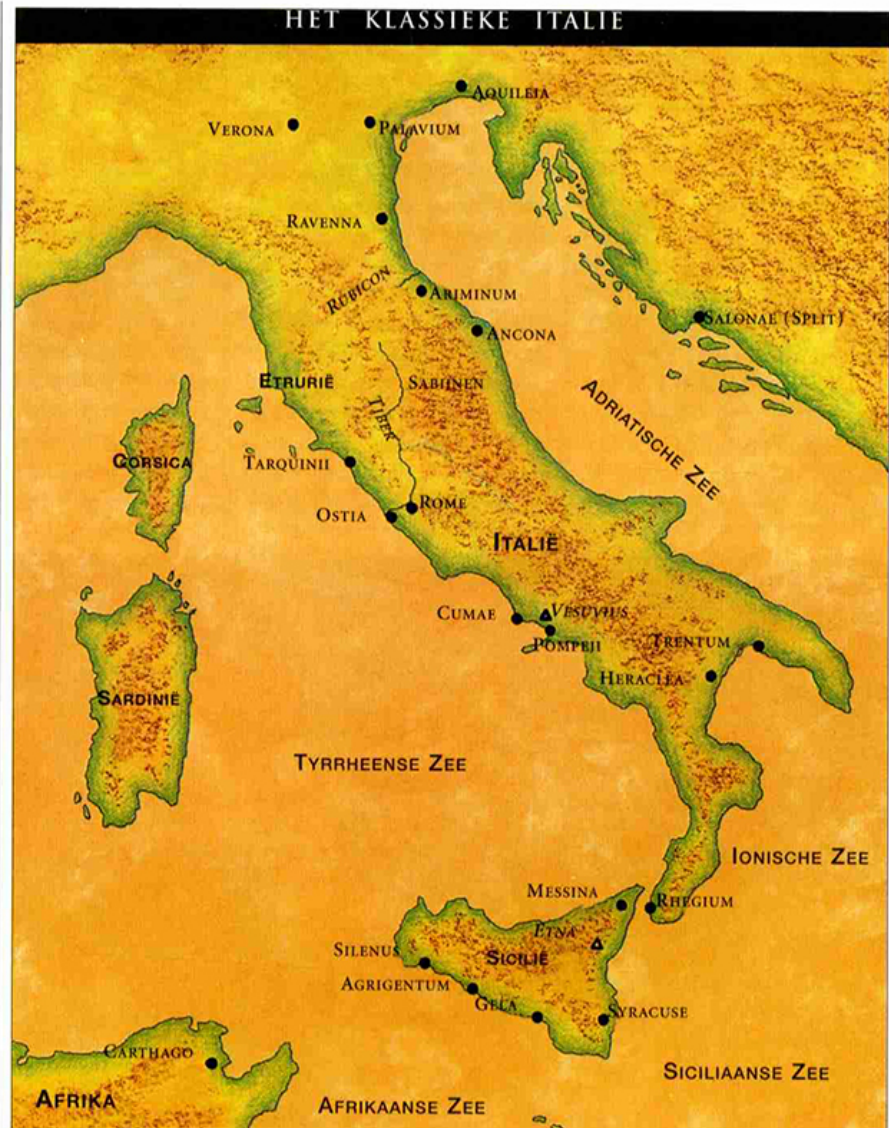 HET KLASSIEKE ITALIE
AQUILEIA
VERONA
PALAVIUM
RAVENNA
RUBICON
ARIMINUM
SALONAE (SPLIT)
ANCONA
ETRURIË
SABIJNEN
TIBER
ADRIATISCHE ZEE
CORSICA
TARQUINII
ROME
OSTIA
ITALIË
CUMAE
VESUVIUS
POMPEJI
TRENTUM
HERACLEA
SARDINIË
TYRRHEENSE ZEE
IONISCHE ZEE
MESSINA
RHEGIUM
ETNA
SILENUS
SICILIË
AGRIGENTUM
GELA
SYRACUSE
CARTHAGO
SICILIAANSE ZEE
AFRIKA
AFRIKAANSE ZEE